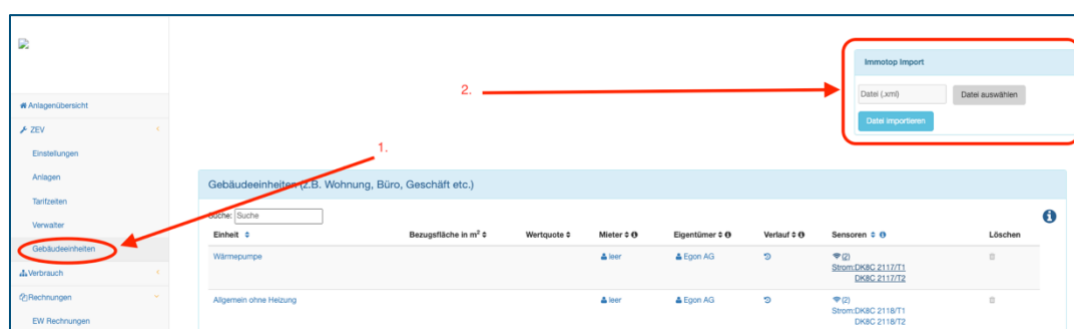 Immotop Import
2.
Datei (.xml) Datei auswählen
Anlagenübersicht
Datei importieren
ZEV
1.
Einstellungen
Anlagen
Gebäudeeinheiten (z.B. Wohnung, Büro, Geschäft etc.)
Tarifzeiten
Suche: Suche
Verwalter
Einheit Bezugsfläche in m² Wertquote Mieter Eigentümer Verlauf Sensoren Löschen
Gebäudeeinheiten
Wärmepumpe leer Egon AG (2)
Strom:DK8C 2117/T1
DK8C 2117/T2
Verbrauch
Rechnungen
Allgemein ohne Heizung leer Egon AG (2)
Strom:DK8C 2118/T1
DK8C 2118/T2
EW Rechnungen